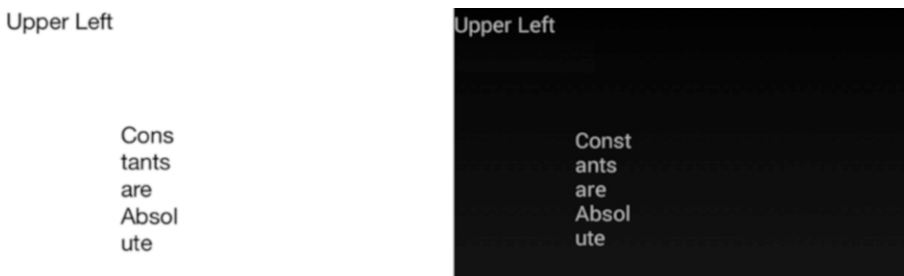 Upper Left
Cons
tants
are
Absol
ute
Upper Left
Const
ants
are
Absol
ute